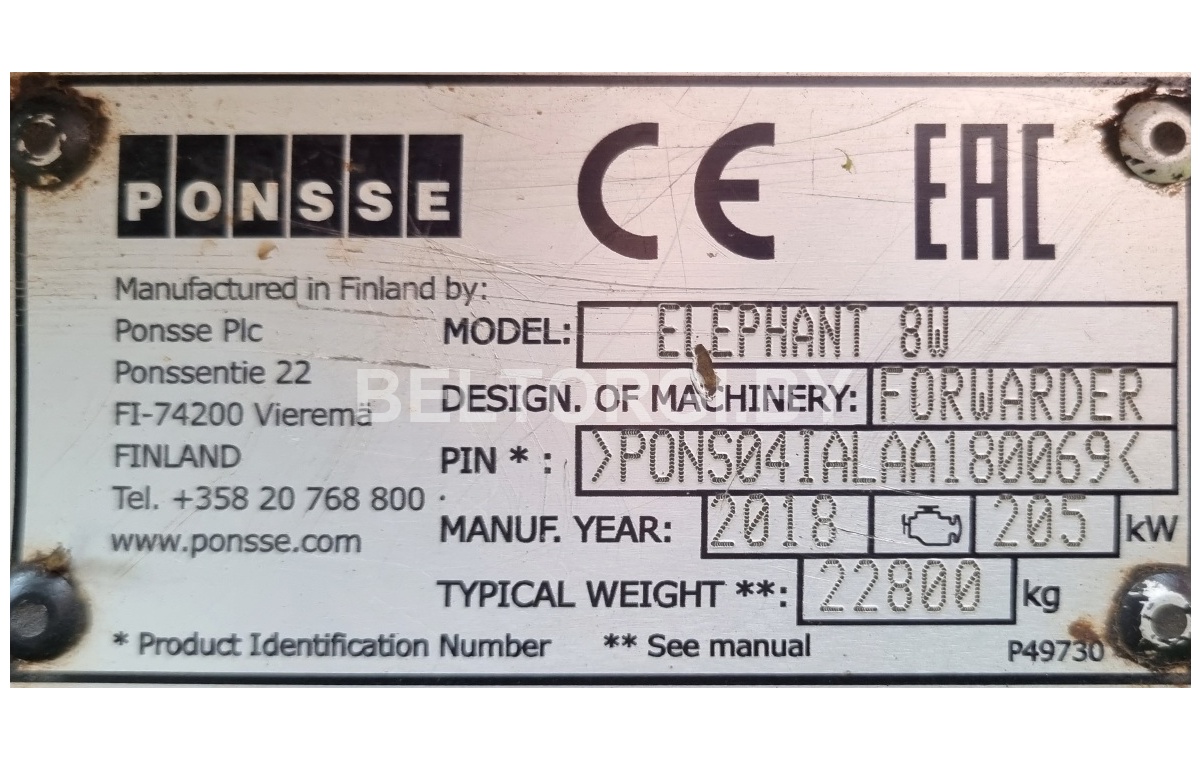 PONSSE
CE EAC
Manufactured in Finland by:
Ponsse Plc
Ponssentie 22
FI-74200 Vieremä
FINLAND
Tel. +358 20 768 800
www.ponsse.com
MODEL: ELEPHANT 8W
DESIGN. OF MACHINERY: FORWARDER
PIN * : >PONS04IALAA180069<
MANUF. YEAR: 2018 205 kW
TYPICAL WEIGHT **: 22800 kg
* Product Identification Number ** See manual
P49730
BELTORG.BY